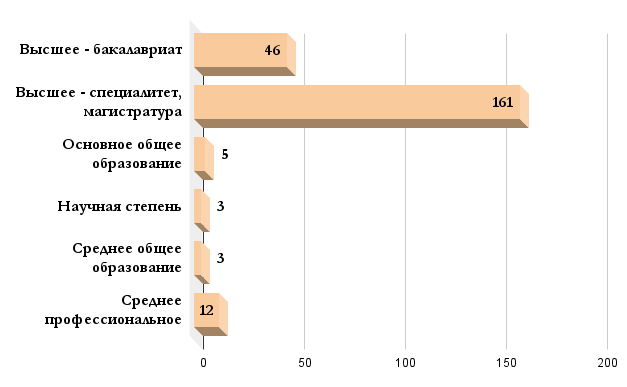 Высшее - бакалавриат
46
Высшее - специалитет,
магистратура
161
Основное общее
образование
5
Научная степень
3
Среднее общее
образование
3
Среднее
профессиональное
12
0 50 100 150 200